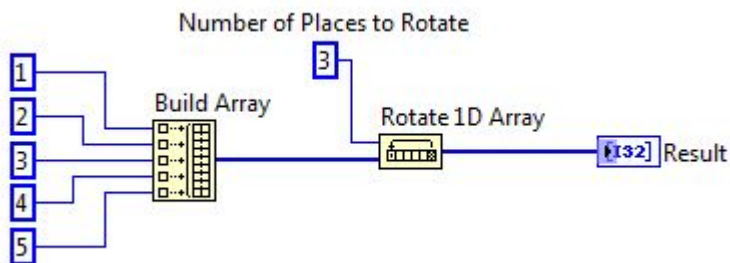 Number of Places to Rotate
3
1
Build Array
2
Rotate 1D Array
3
[I32] Result
4
5